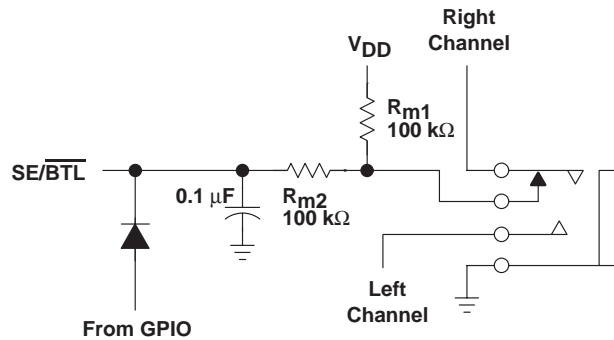 Right
Channel
VDD
Rm1
100 kΩ
SE/BTL
0.1 μF
Rm2
100 kΩ
Left
Channel
From GPIO